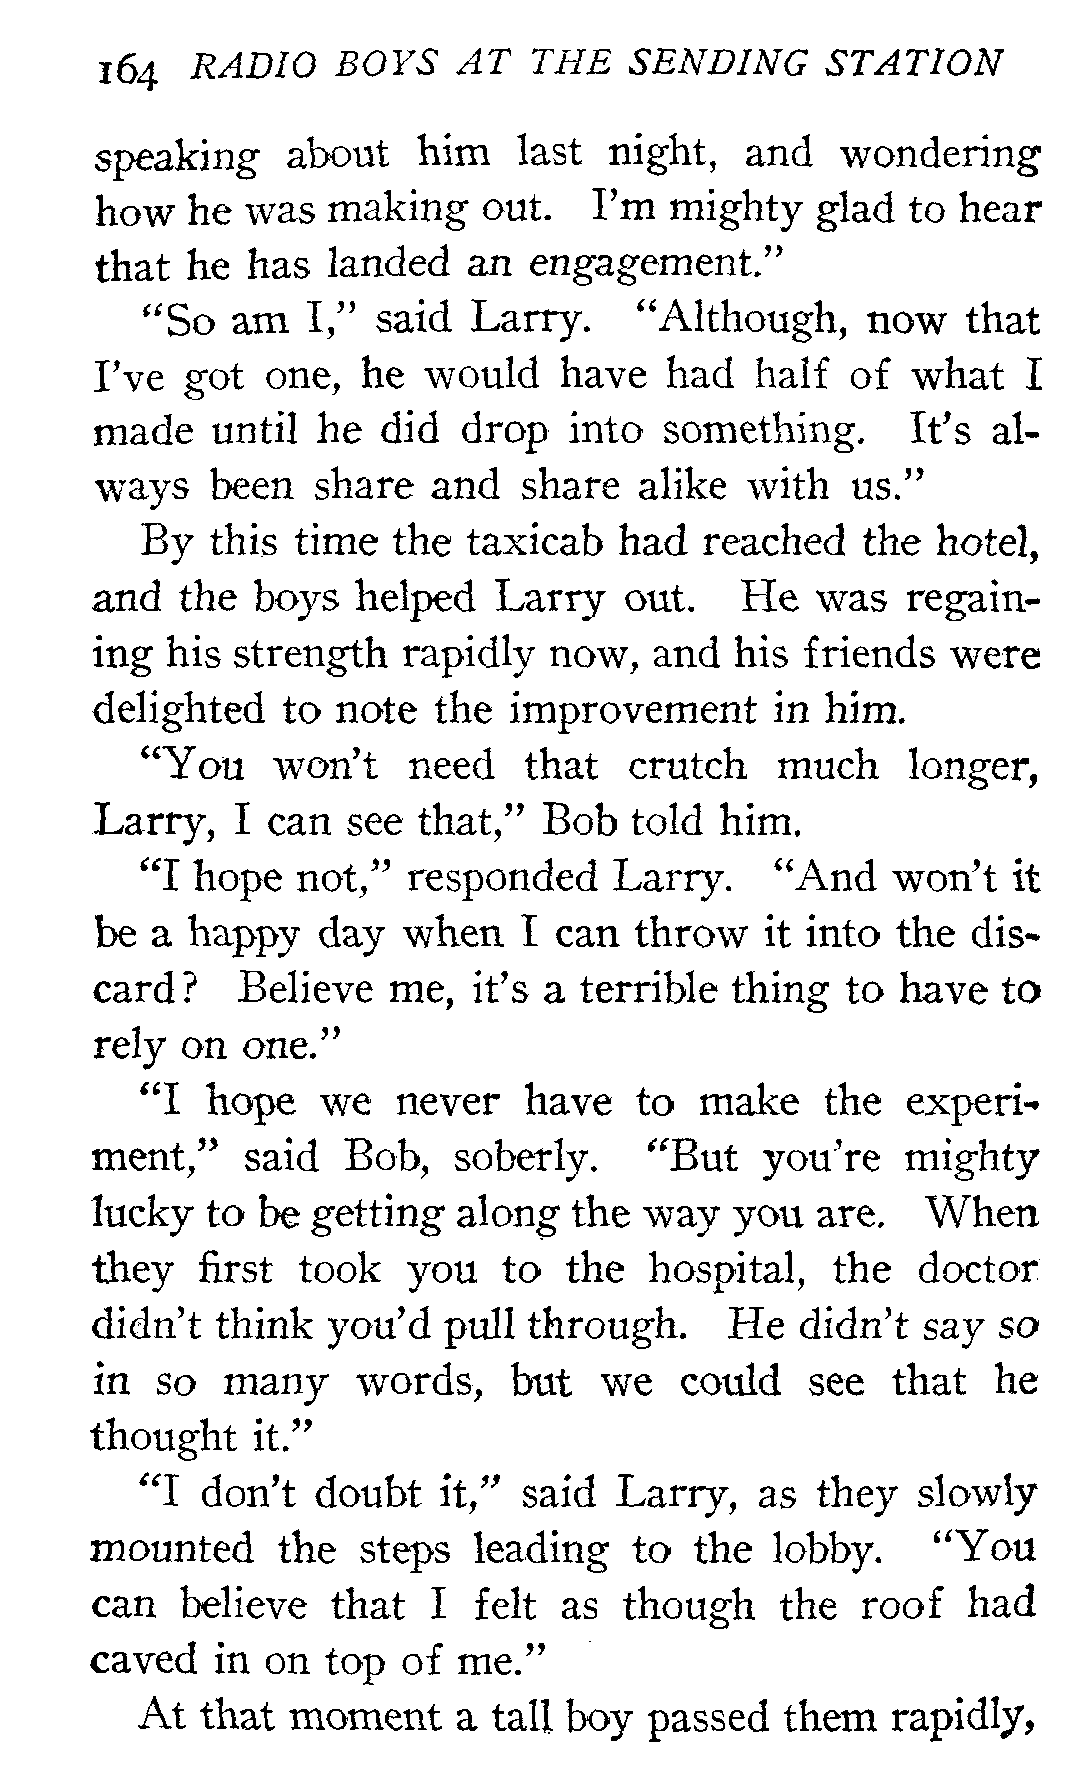 164 RADIO BOYS AT THE SENDING STATION
speaking about him last night, and wondering
how he was making out. I'm mighty glad to hear
that he has landed an engagement."
"So am I," said Larry. "Although, now that
I've got one, he would have had half of what I
made until he did drop into something. It's al-
ways been share and share alike with us."
By this time the taxicab had reached the hotel,
and the boys helped Larry out. He was regain-
ing his strength rapidly now, and his friends were
delighted to note the improvement in him.
"You won't need that crutch much longer,
Larry, I can see that," Bob told him.
"I hope not," responded Larry. "And won't it
be a happy day when I can throw it into the dis-
card? Believe me, it's a terrible thing to have to
rely on one."
"I hope we never have to make the experi-
ment," said Bob, soberly. "But you're mighty
lucky to be getting along the way you are. When
they first took you to the hospital, the doctor
didn't think you'd pull through. He didn't say so
in so many words, but we could see that he
thought it."
"I don't doubt it," said Larry, as they slowly
mounted the steps leading to the lobby. "You
can believe that I felt as though the roof had
caved in on top of me."
At that moment a tall boy passed them rapidly,